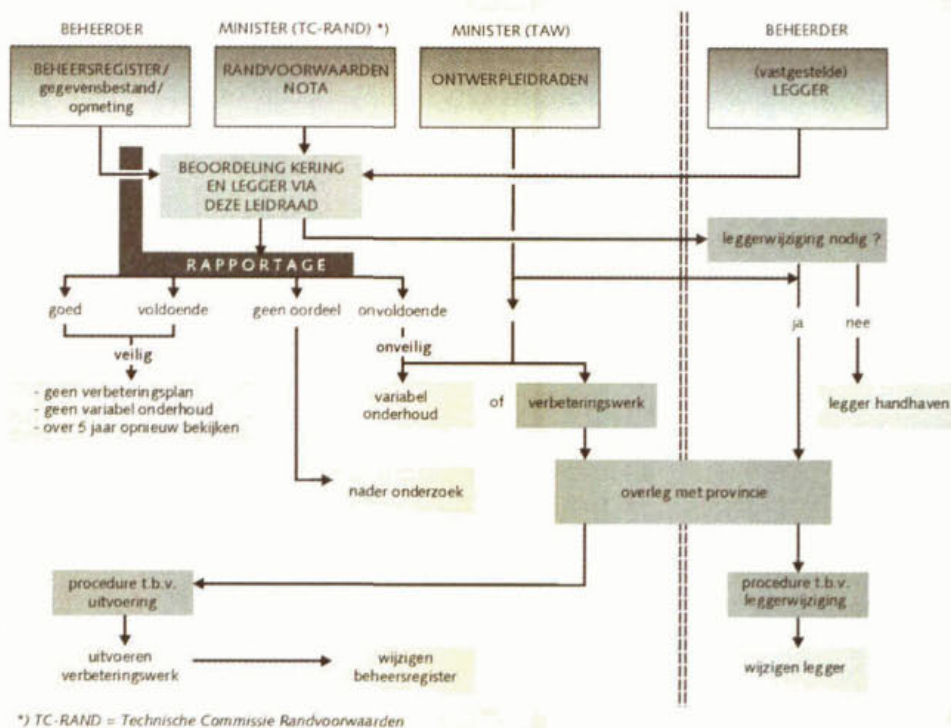 BEHEERDER
MINISTER (TC-RAND) *)
MINISTER (TAW)
BEHEERDER
BEHEERSREGISTER/
gegevensbestand/
opmeting
RANDVOORWAARDEN
NOTA
ONTWERPLEIDRADEN
(vastgestelde)
LEGGER
BEOORDELING KERING
EN LEGGER VIA
DEZE LEIDRAAD
leggerwijziging nodig ?
RAPPORTAGE
goed
voldoende
geen oordeel
onvoldoende
ja
nee
veilig
onveilig
- geen verbeteringsplan
- geen variabel onderhoud
- over 5 jaar opnieuw bekijken
variabel
onderhoud
of
verbeteringswerk
legger handhaven
nader onderzoek
overleg met provincie
procedure t.b.v.
uitvoering
procedure t.b.v.
leggerwijziging
uitvoeren
verbeteringswerk
wijzigen
beheersregister
wijzigen legger
*) TC-RAND = Technische Commissie Randvoorwaarden